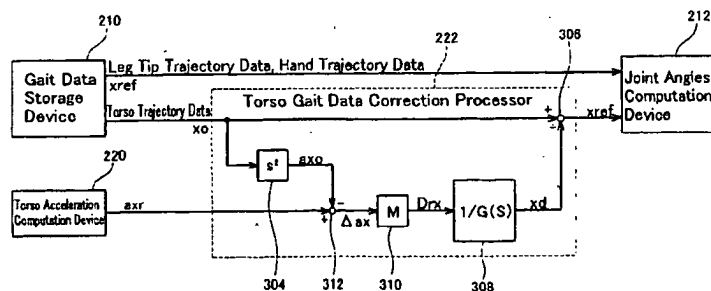 210
222
306
212
Gait Data
Storage
Device
Leg Tip Trajectory Data, Hand Trajectory Data
xref
Torso Trajectory Data
xo
Torso Gait Data Correction Processor
+
+
xref
Joint Angles
Computation
Device
s²
axo
220
Torso Acceleration
Computation Device
axr
-
+
Δax
M
Drx
1/G(S)
xd
304
312
310
308